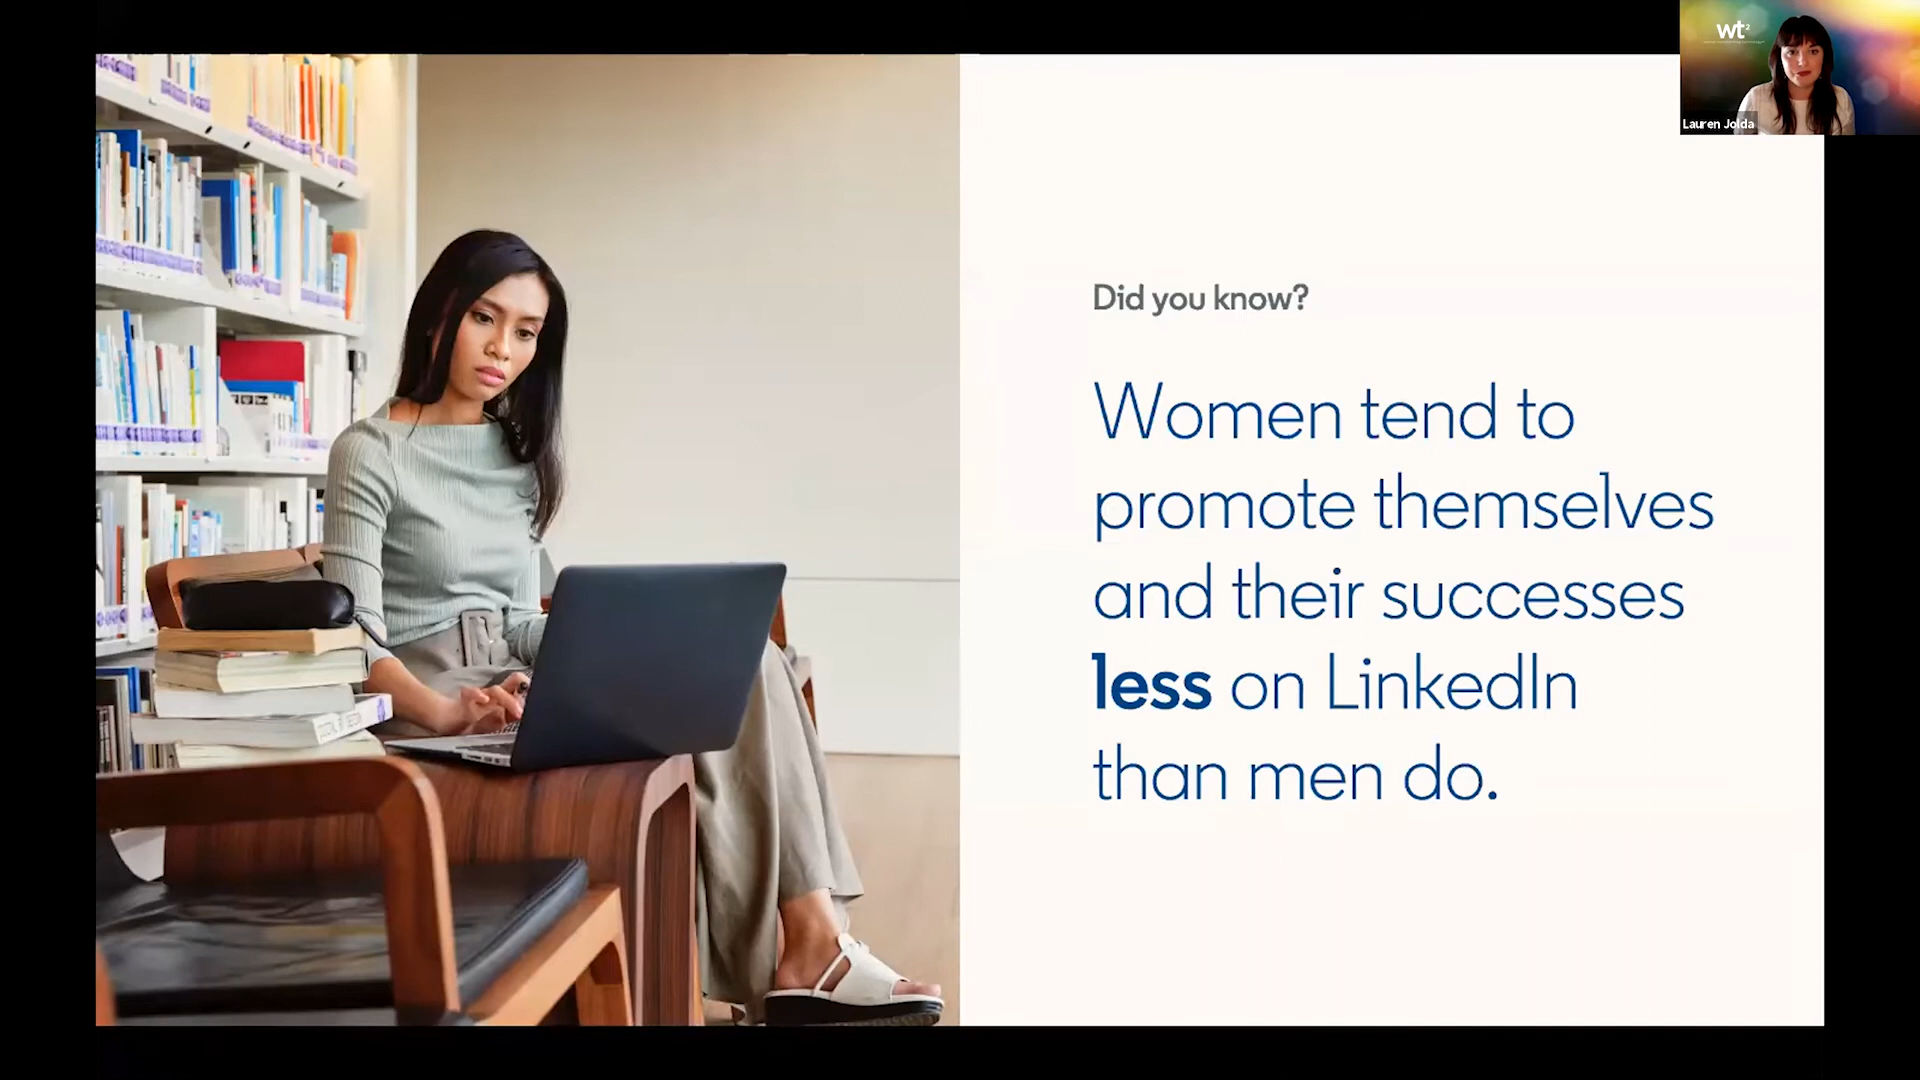 wt²
Lauren Jolda
Did you know?
Women tend to
promote themselves
and their successes
less on LinkedIn
than men do.